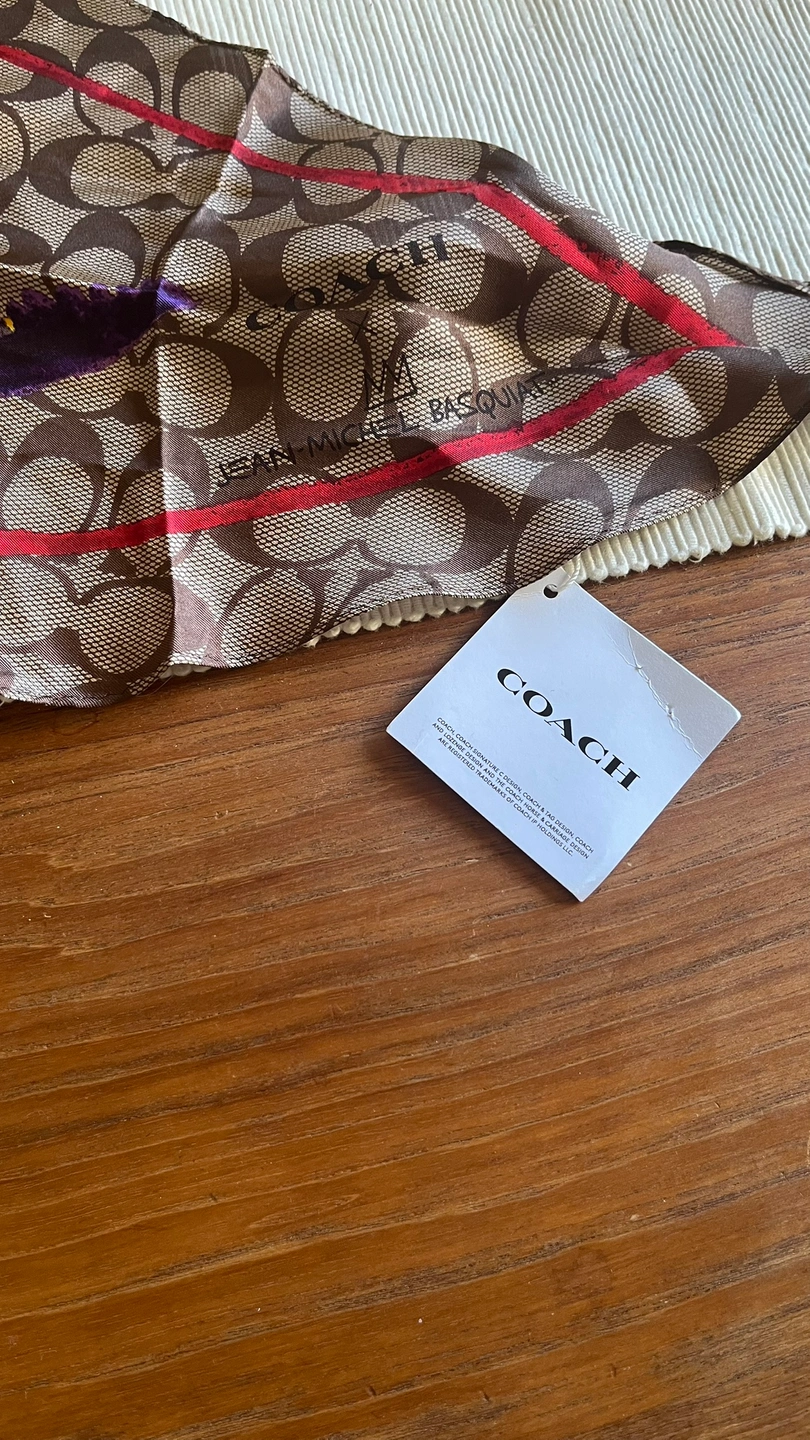 COACH
X
JEAN-MICHEL BASQUIAT
COACH
COACH, COACH SIGNATURE C DESIGN, COACH & TAG DESIGN, COACH
AND LOZENGE DESIGN AND THE COACH HORSE & CARRIAGE DESIGN
ARE REGISTERED TRADEMARKS OF COACH IP HOLDINGS LLC.